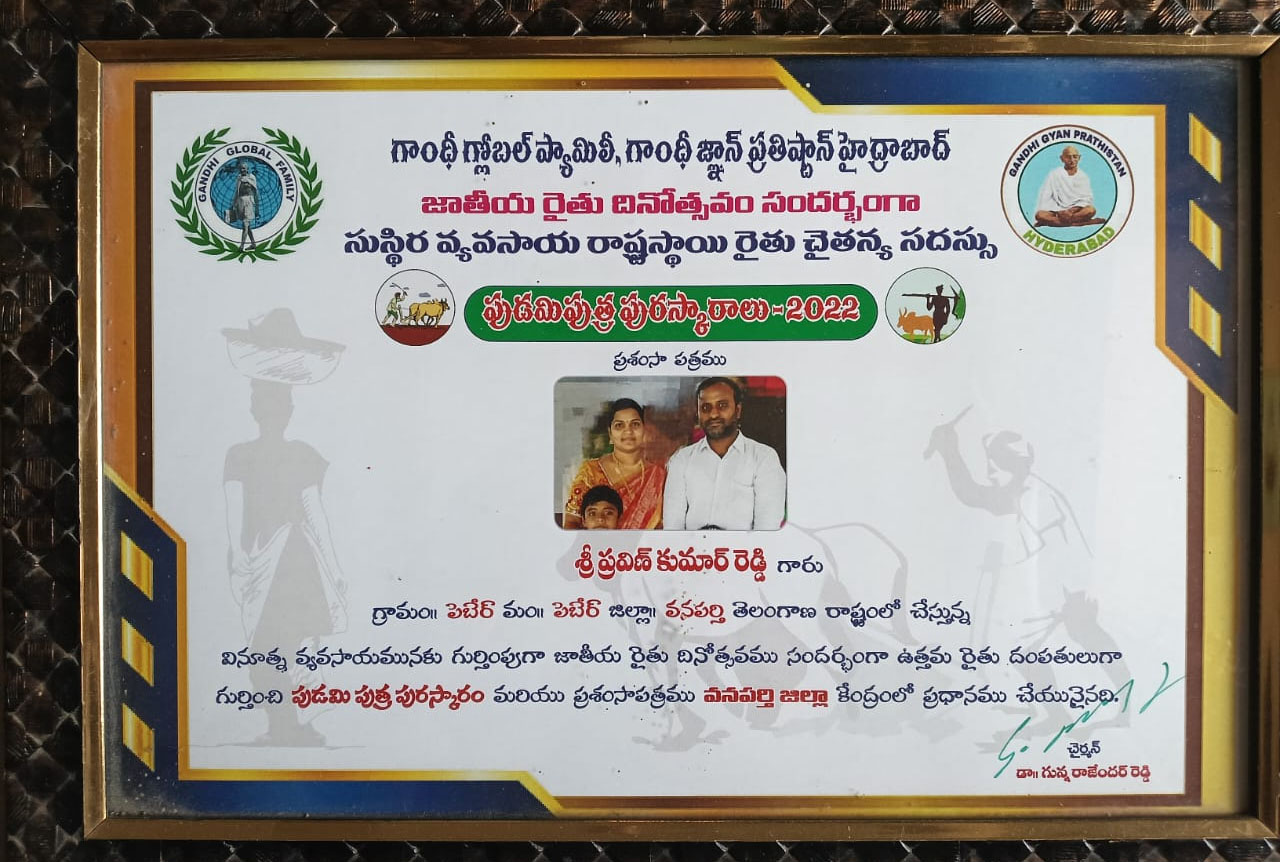 GANDHI GLOBAL FAMILY
GANDHI GYAN PRATHISTAN
HYDERABAD
గాంధీ గ్లోబల్ ఫ్యామిలీ, గాంధీ జ్ఞాన్ ప్రతిష్టాన్ హైద్రాబాద్
జాతీయ రైతు దినోత్సవం సందర్భంగా
సుస్థిర వ్యవసాయ రాష్ట్రస్థాయి రైతు చైతన్య సదస్సు
పుడమిపుత్ర పురస్కారాలు-2022
ప్రశంసా పత్రము
శ్రీ ప్రవిణ్ కుమార్ రెడ్డి గారు
గ్రామం॥ పెబేర్ మం॥ పెబేర్ జిల్లా॥ వనపర్తి తెలంగాణ రాష్ట్రంలో చేస్తున్న
వినూత్న వ్యవసాయమునకు గుర్తింపుగా జాతీయ రైతు దినోత్సవము సందర్భంగా ఉత్తమ రైతు దంపతులుగా
గుర్తించి పుడమి పుత్ర పురస్కారం మరియు ప్రశంసాపత్రము వనపర్తి జిల్లా కేంద్రంలో ప్రధానము చేయనైనది.
చైర్మన్
డా॥ గున్న రాజేందర్ రెడ్డి